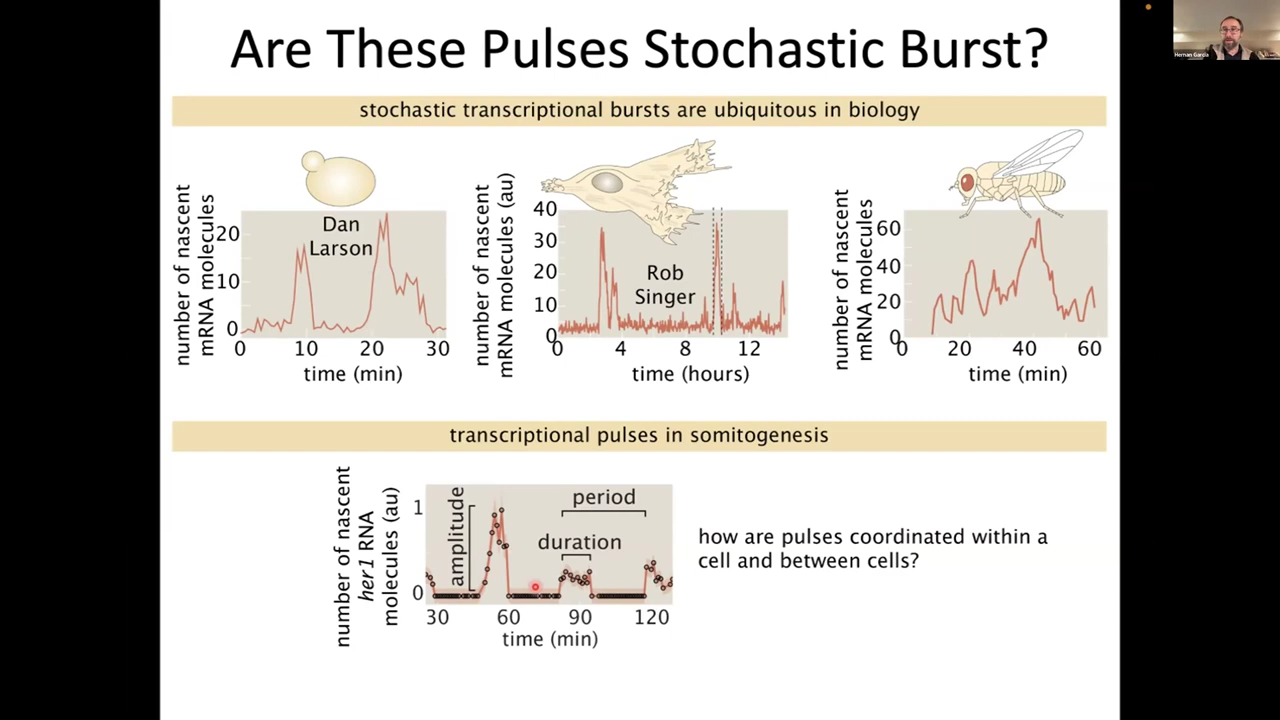 Are These Pulses Stochastic Burst?
Hernan Garcia
stochastic transcriptional bursts are ubiquitous in biology
number of nascent
mRNA molecules
20
10
0
Dan
Larson
0 10 20 30
time (min)
number of nascent
mRNA molecules (au)
40
30
20
10
0
Rob
Singer
0 4 8 12
time (hours)
number of nascent
mRNA molecules
60
40
20
0
0 20 40 60
time (min)
transcriptional pulses in somitogenesis
number of nascent
her1 RNA
molecules (au)
1
0
amplitude
period
duration
30 60 90 120
time (min)
how are pulses coordinated within a
cell and between cells?